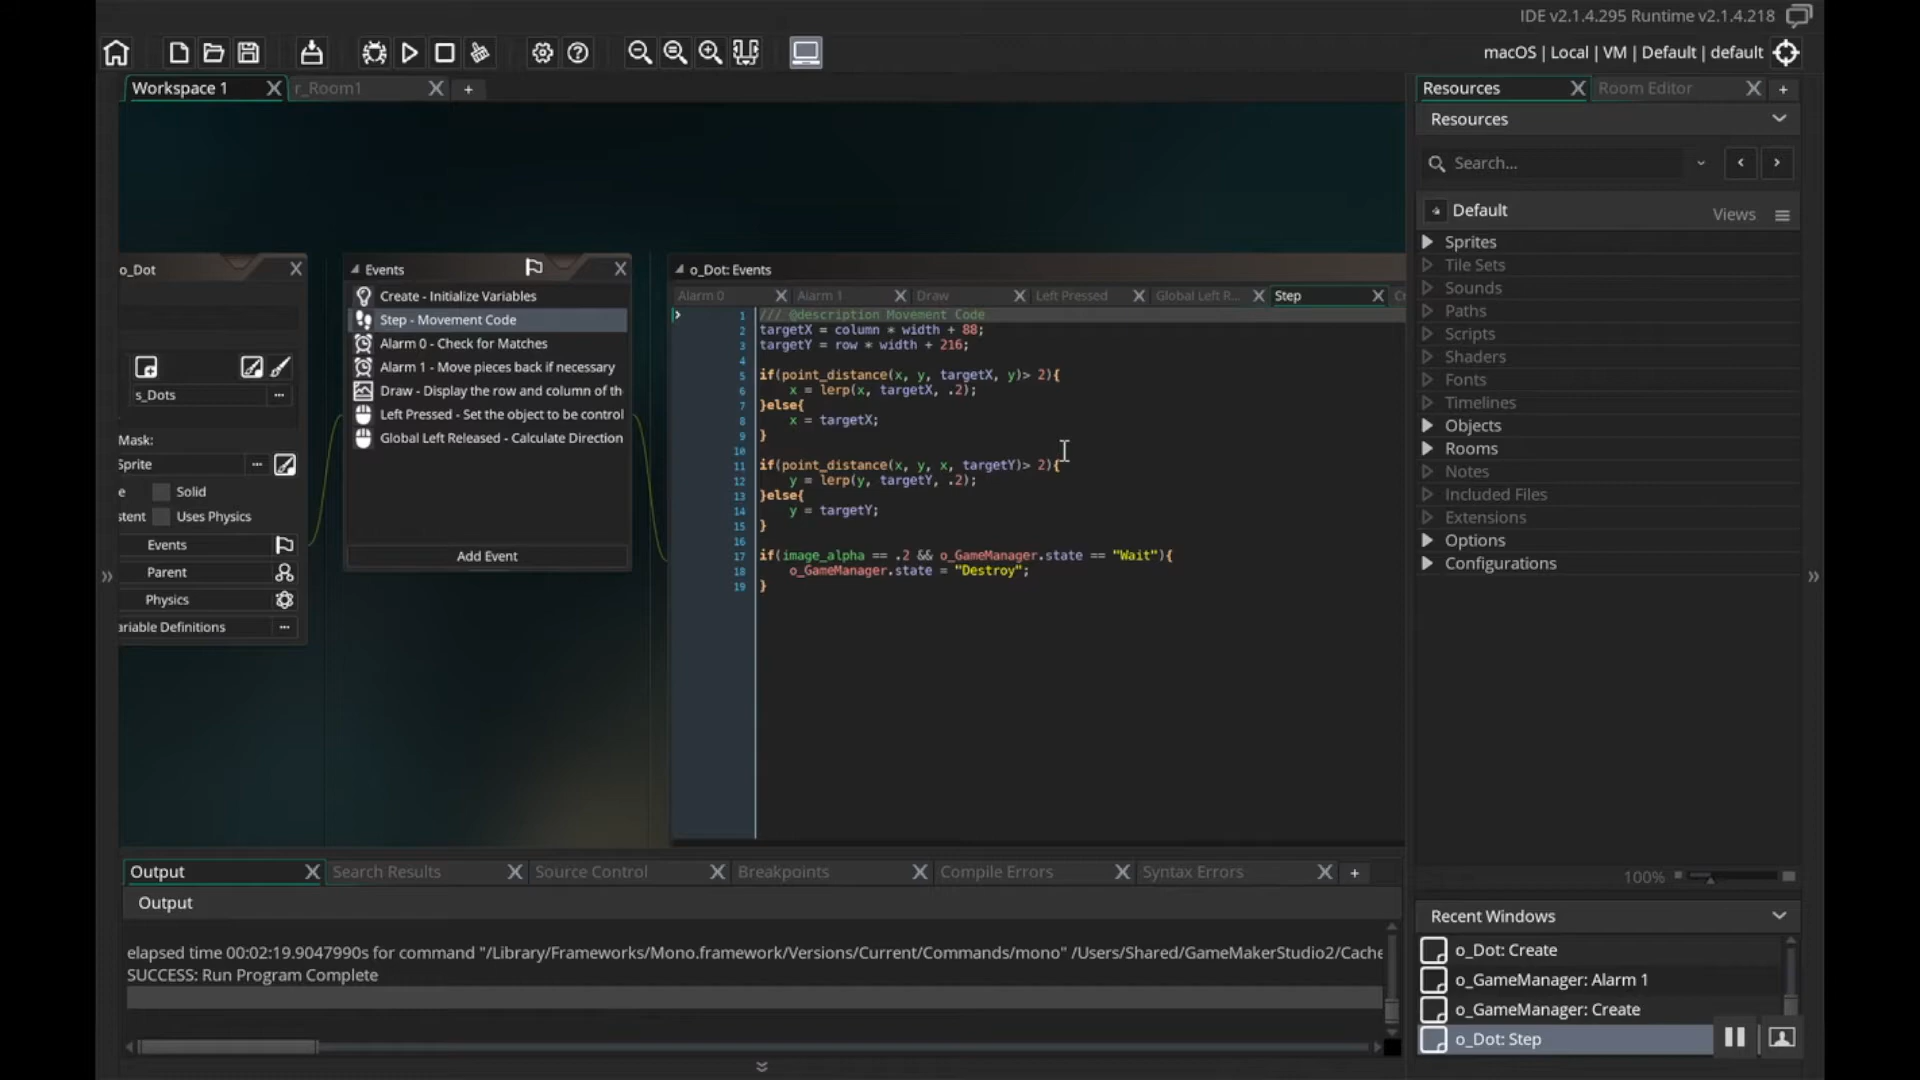 IDE v2.1.4.295 Runtime v2.1.4.218
macOS | Local | VM | Default | default
Workspace 1
r_Room1
+
Resources
Room Editor
+
Resources
Search...
Default
Views
Sprites
Tile Sets
Sounds
Paths
Scripts
Shaders
Fonts
Timelines
Objects
Rooms
Notes
Included Files
Extensions
Options
Configurations
100%
o_Dot
s_Dots
...
Mask:
Sprite
...
e
Solid
stent
Uses Physics
Events
Parent
Physics
ariable Definitions
...
Events
Create - Initialize Variables
Step - Movement Code
Alarm 0 - Check for Matches
Alarm 1 - Move pieces back if necessary
Draw - Display the row and column of th
Left Pressed - Set the object to be control
Global Left Released - Calculate Direction
Add Event
o_Dot: Events
Alarm 0
Alarm 1
Draw
Left Pressed
Global Left R...
Step
Cr
1 /// @description Movement Code
2 targetX = column * width + 88;
3 targetY = row * width + 216;
4
5 if(point_distance(x, y, targetX, y)> 2){
6 x = lerp(x, targetX, .2);
7 }else{
8 x = targetX;
9 }
10
11 if(point_distance(x, y, x, targetY)> 2){
12 y = lerp(y, targetY, .2);
13 }else{
14 y = targetY;
15 }
16
17 if(image_alpha == .2 && o_GameManager.state == "Wait"){
18 o_GameManager.state = "Destroy";
19 }
Output
Search Results
Source Control
Breakpoints
Compile Errors
Syntax Errors
+
Output
elapsed time 00:02:19.9047990s for command "/Library/Frameworks/Mono.framework/Versions/Current/Commands/mono" /Users/Shared/GameMakerStudio2/Cache
SUCCESS: Run Program Complete
Recent Windows
o_Dot: Create
o_GameManager: Alarm 1
o_GameManager: Create
o_Dot: Step